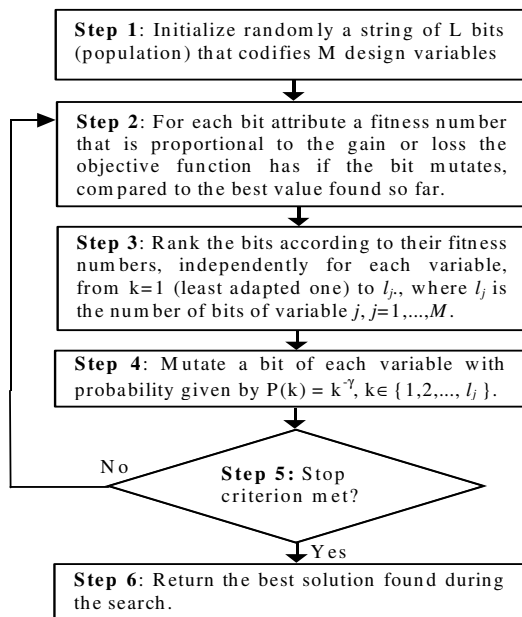 Step 1: Initialize randomly a string of L bits
(population) that codifies M design variables
Step 2: For each bit attribute a fitness number
that is proportional to the gain or loss the
objective function has if the bit mutates,
compared to the best value found so far.
Step 3: Rank the bits according to their fitness
numbers, independently for each variable,
from k=1 (least adapted one) to lj., where lj is
the number of bits of variable j, j=1,...,M.
Step 4: Mutate a bit of each variable with
probability given by P(k) = k^-γ, k∈ {1,2,..., lj }.
No
Step 5: Stop
criterion met?
Yes
Step 6: Return the best solution found during
the search.